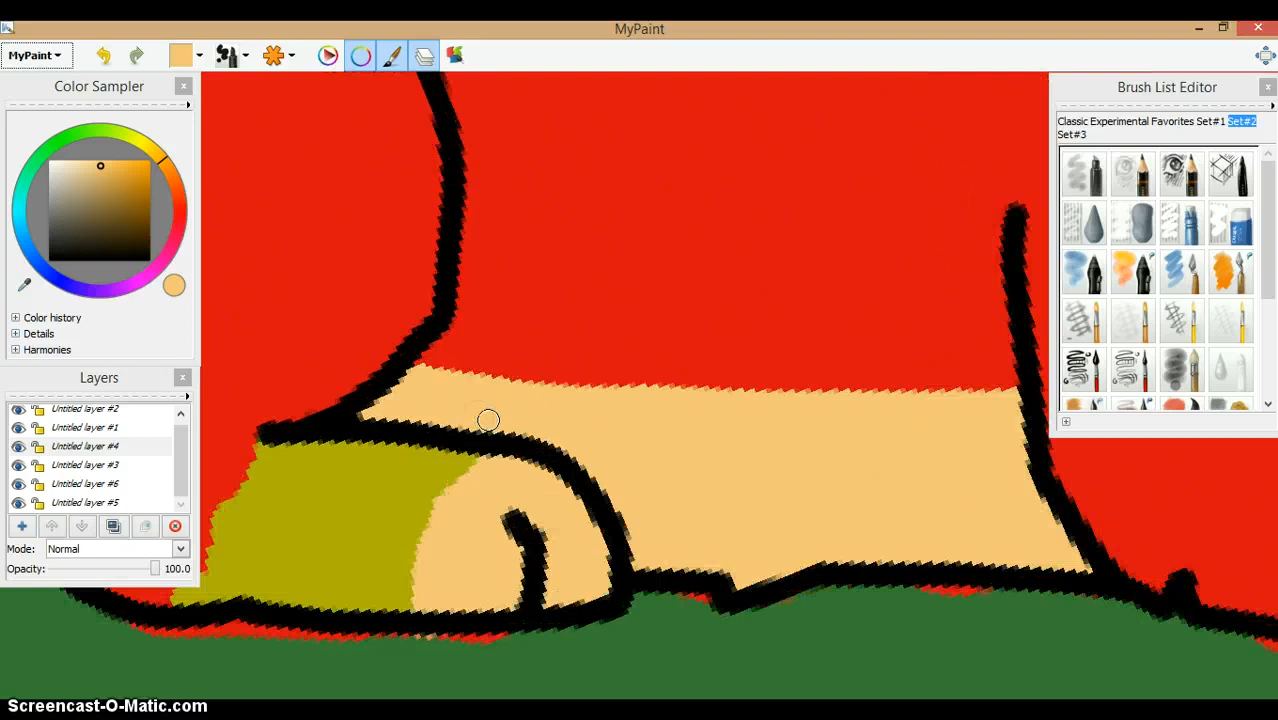 MyPaint
MyPaint
Color Sampler
Brush List Editor
Classic Experimental Favorites Set#1 Set#2
Set#3
Color history
Details
Harmonies
Layers
Untitled layer #2
Untitled layer #1
Untitled layer #4
Untitled layer #3
Untitled layer #6
Untitled layer #5
Mode: Normal
Opacity: 100.0
Screencast-O-Matic.com